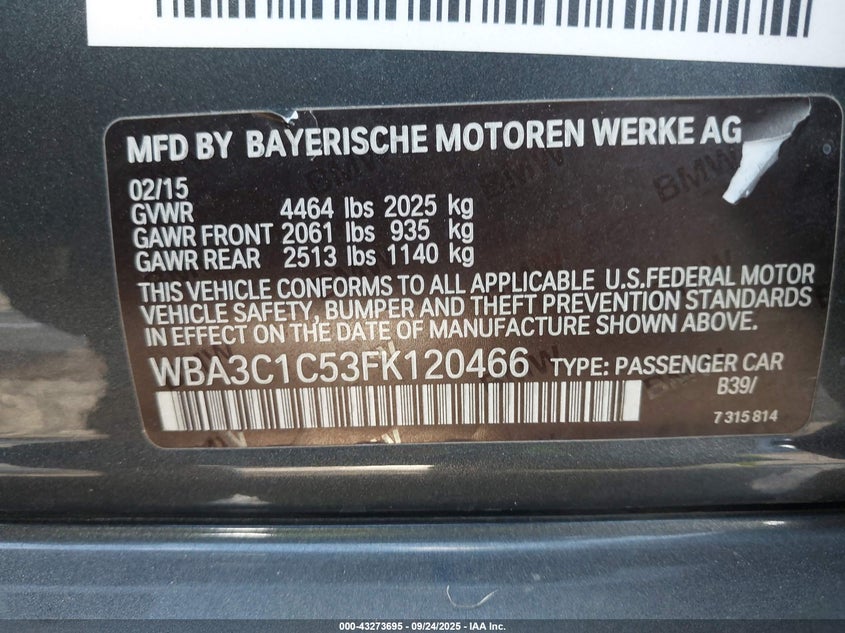 MFD BY BAYERISCHE MOTOREN WERKE AG
02/15
GVWR 4464 lbs 2025 kg
GAWR FRONT 2061 lbs 935 kg
GAWR REAR 2513 lbs 1140 kg
THIS VEHICLE CONFORMS TO ALL APPLICABLE U.S.FEDERAL MOTOR
VEHICLE SAFETY, BUMPER AND THEFT PREVENTION STANDARDS
IN EFFECT ON THE DATE OF MANUFACTURE SHOWN ABOVE.
WBA3C1C53FK120466 TYPE: PASSENGER CAR
B39/
7 315 814
000-43273695 - 09/24/2025 - IAA Inc.